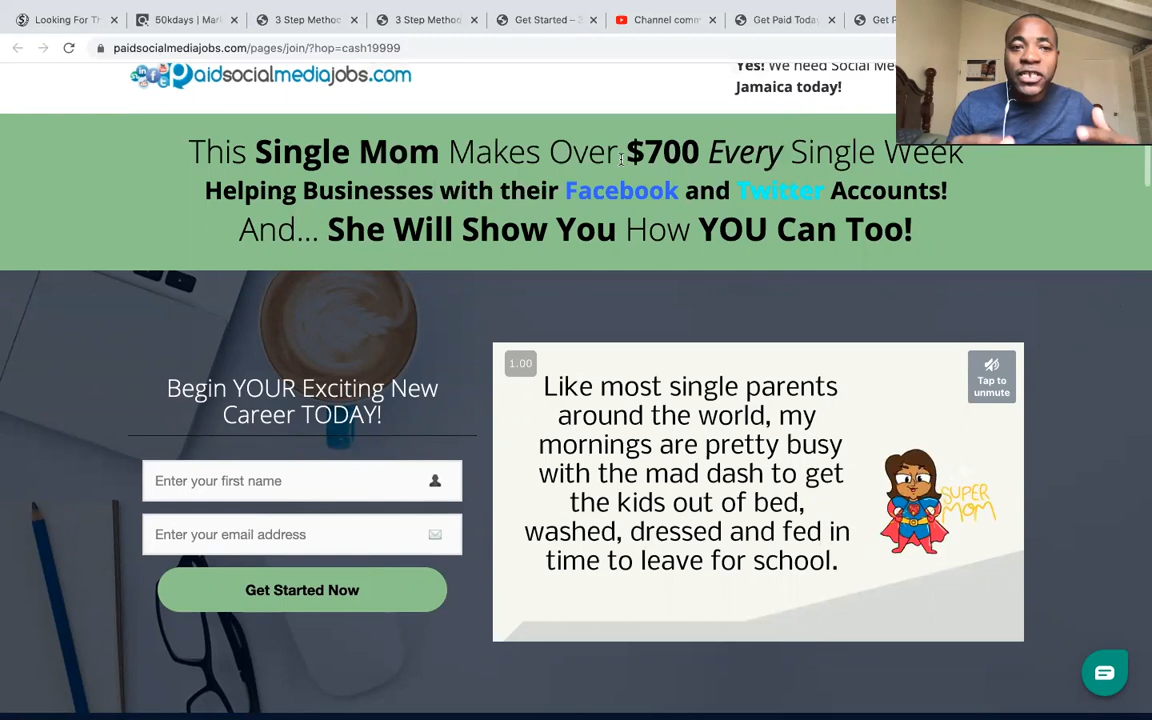 Looking For Th
50kdays | Mar
3 Step Method
3 Step Method
Get Started – 3
Channel comm
Get Paid Today
Get P
paidsocialmediajobs.com/pages/join/?hop=cash19999
Paidsocialmediajobs.com
Yes! We need Social Me
Jamaica today!
This Single Mom Makes Over $700 Every Single Week
Helping Businesses with their Facebook and Twitter Accounts!
And... She Will Show You How YOU Can Too!
Begin YOUR Exciting New
Career TODAY!
Enter your first name
Enter your email address
Get Started Now
1.00
Tap to
unmute
Like most single parents
around the world, my
mornings are pretty busy
with the mad dash to get
the kids out of bed,
washed, dressed and fed in
time to leave for school.
SUPER
MOM